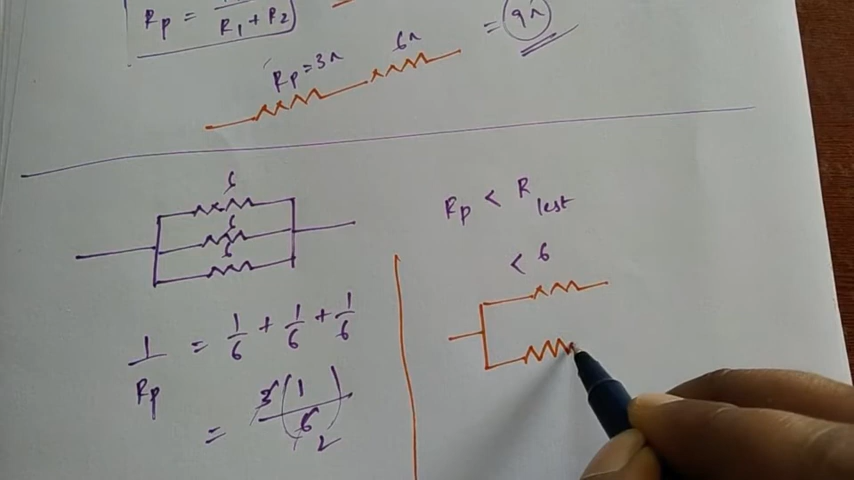 Rp = R1 + R2
Rp = 3Ω 6Ω = 9Ω
6
6
6
1/Rp = 1/6 + 1/6 + 1/6
= 3(1/6) 2
Rp < R lest
< 6